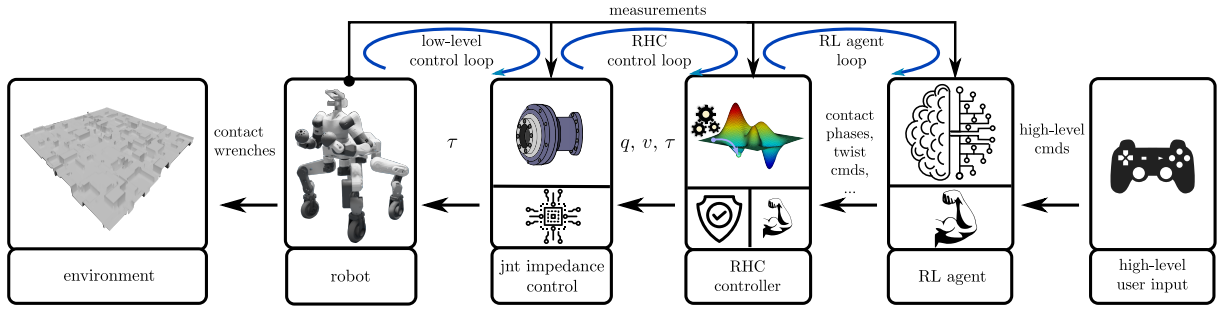 measurements
low-level
control loop
RHC
control loop
RL agent
loop
contact
wrenches
τ
q, v, τ
contact
phases,
twist
cmds,
...
high-level
cmds
environment
robot
jnt impedance
control
RHC
controller
RL agent
high-level
user input